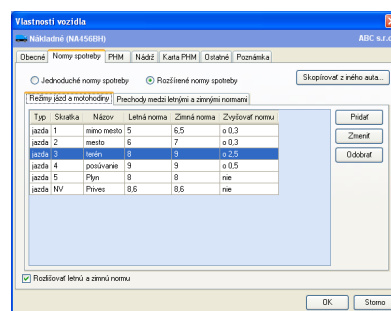 Vlastnosti vozidla
Nákladné (NA456BH) ABC s.r.o
Obecné Normy spotreby PHM Nádrž Karta PHM Ostatné Poznámka
Jednoduché normy spotreby Rozšírené normy spotreby Skopírovať z iného auta...
Režimy jázd a motohodiny Prechody medzi letnými a zimnými normami
Typ Skratka Názov Letná norma Zimná norma Zvyšovať normu
jazda 1 mimo mesto 5 6,5 o 0,3
jazda 2 mesto 6 7 o 0,3
jazda 3 terén 8 9 o 2,5
jazda 4 posúvanie 9 9 o 0,5
jazda 5 Plyn 8 8 nie
jazda NV Prives 8,6 8,6 nie
Pridať
Zmeniť
Odobrať
Rozlišovať letnú a zimnú normu
OK Storno